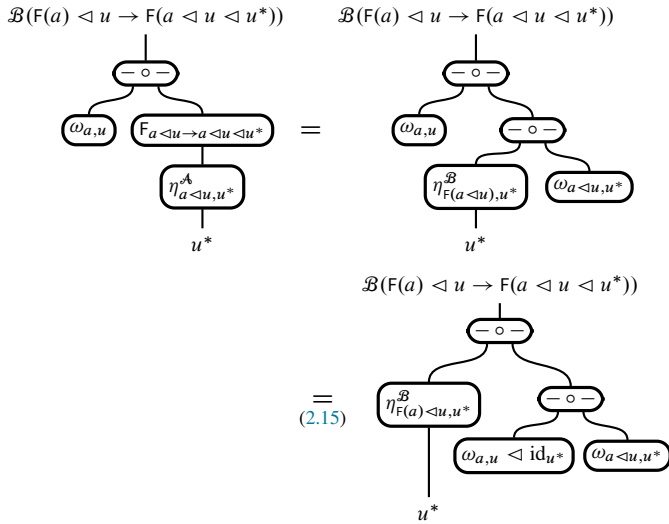 ℬ(F(a) ◁ u → F(a ◁ u ◁ u*)) ℬ(F(a) ◁ u → F(a ◁ u ◁ u*))
– ∘ – – ∘ –
ω_{a,u} F_{a◁u→a◁u◁u*} = ω_{a,u} – ∘ –
η^𝒜_{a◁u,u*} η^ℬ_{F(a◁u),u*} ω_{a◁u,u*}
u* u*
ℬ(F(a) ◁ u → F(a ◁ u ◁ u*))
– ∘ –
= η^ℬ_{F(a)◁u,u*} – ∘ –
(2.15)
ω_{a,u} ◁ id_{u*} ω_{a◁u,u*}
u*